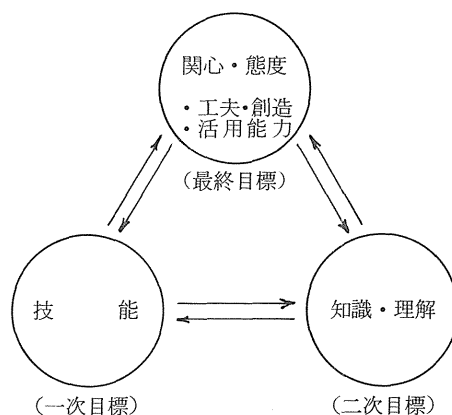 関心・態度
・工夫・創造
・活用能力
(最終目標)
技　能
知識・理解
(一次目標)
(二次目標)